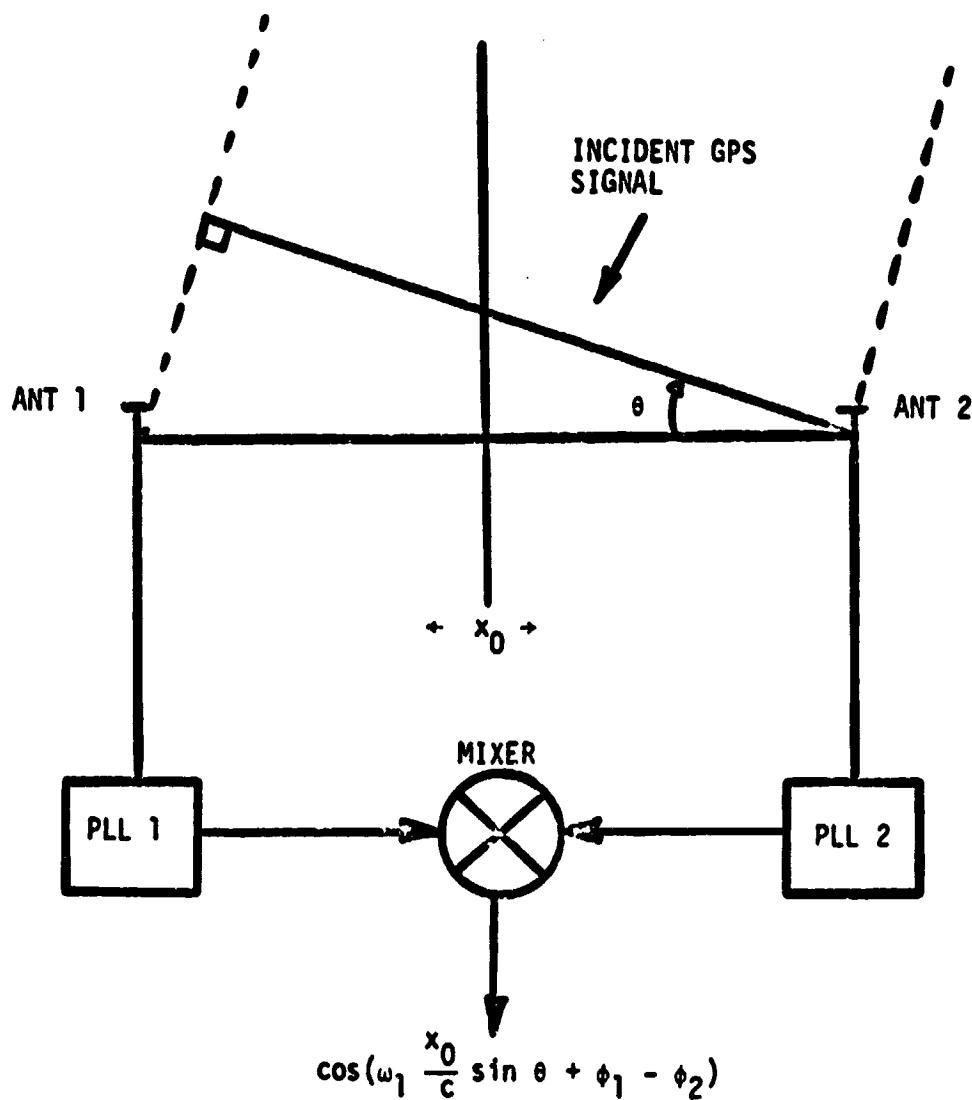 INCIDENT GPS
SIGNAL
ANT 1
θ
ANT 2
← x₀ →
MIXER
PLL 1
PLL 2
cos(ω₁ x₀/c sin θ + ϕ₁ - ϕ₂)